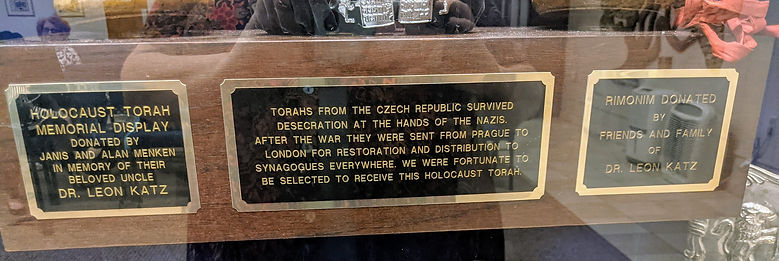 HOLOCAUST TORAH
MEMORIAL DISPLAY
DONATED BY
JANIS AND ALAN MENKEN
IN MEMORY OF THEIR
BELOVED UNCLE
DR. LEON KATZ
TORAHS FROM THE CZECH REPUBLIC SURVIVED
DESECRATION AT THE HANDS OF THE NAZIS.
AFTER THE WAR THEY WERE SENT FROM PRAGUE TO
LONDON FOR RESTORATION AND DISTRIBUTION TO
SYNAGOGUES EVERYWHERE. WE WERE FORTUNATE TO
BE SELECTED TO RECEIVE THIS HOLOCAUST TORAH.
RIMONIM DONATED
BY
FRIENDS AND FAMILY
OF
DR. LEON KATZ